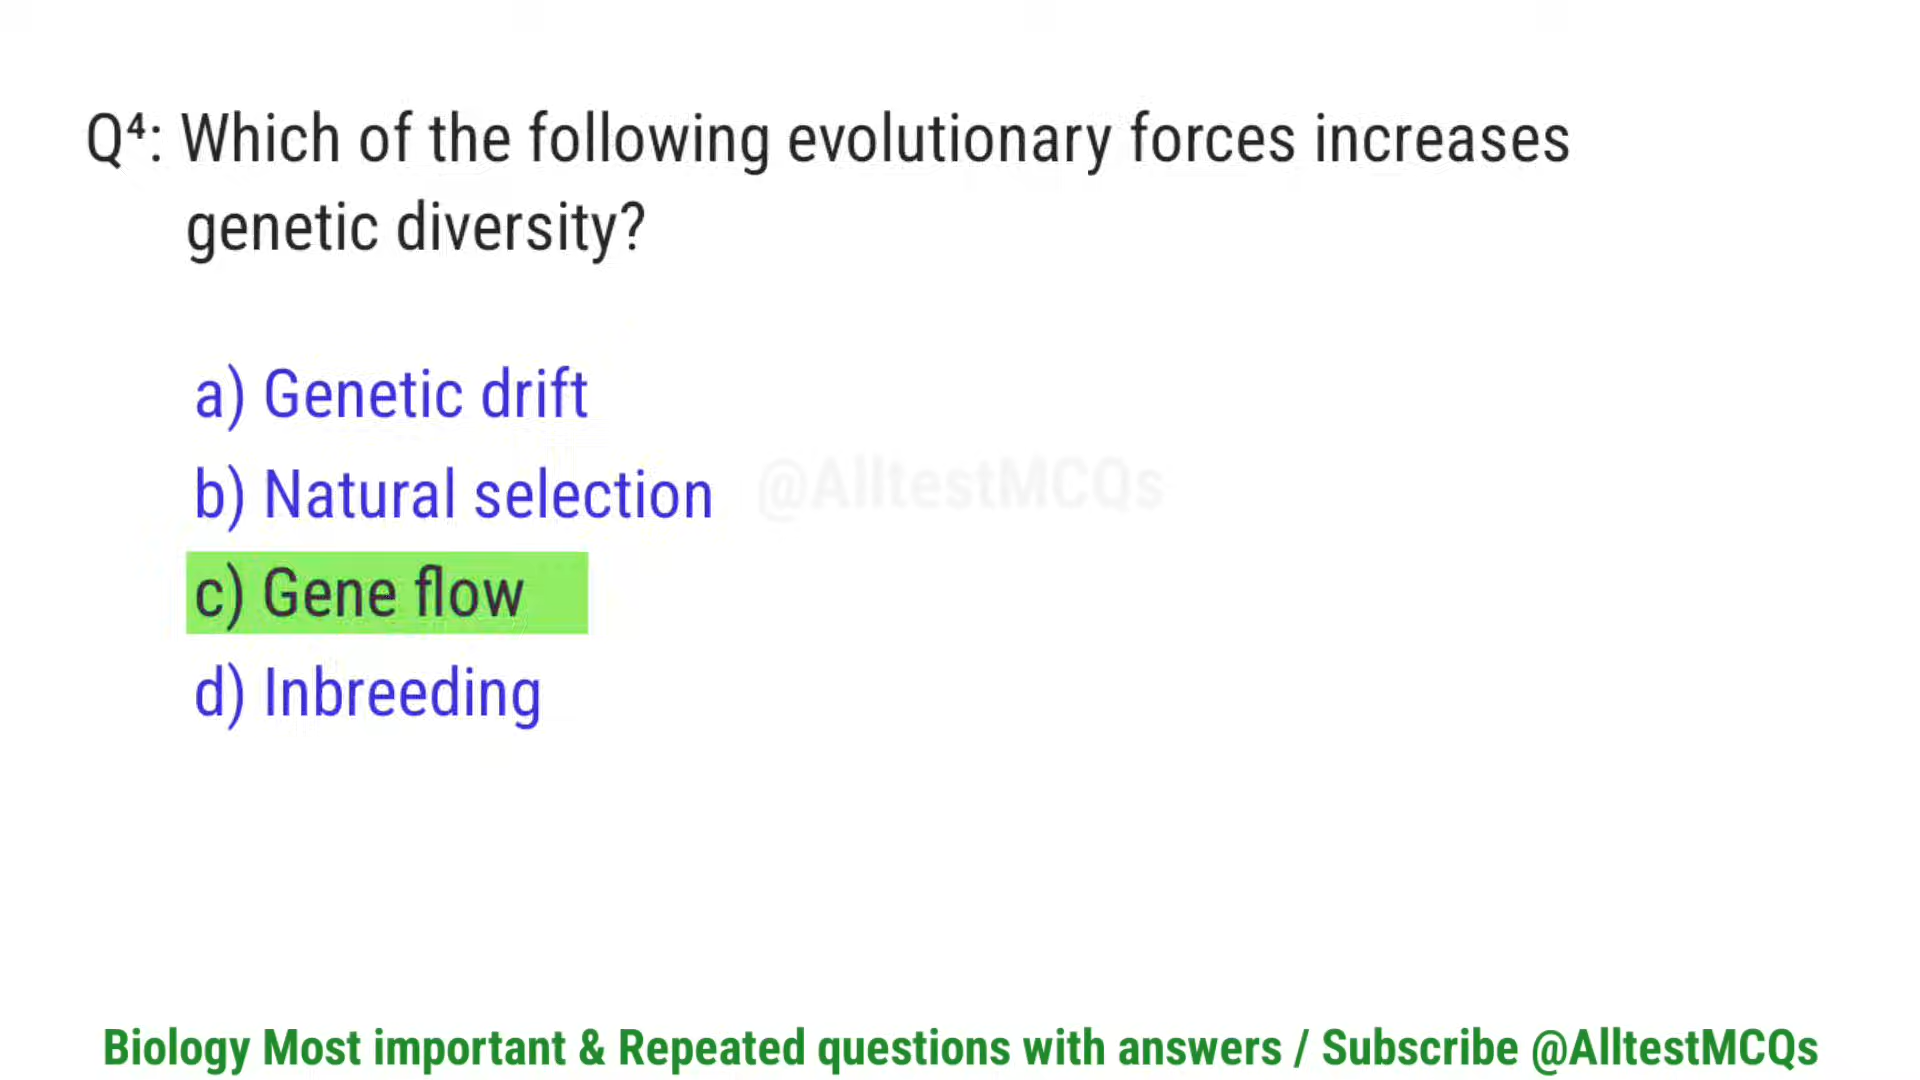 Q⁴: Which of the following evolutionary forces increases
genetic diversity?
a) Genetic drift
b) Natural selection
@AlltestMCQs
c) Gene flow
d) Inbreeding
Biology Most important & Repeated questions with answers / Subscribe @AlltestMCQs